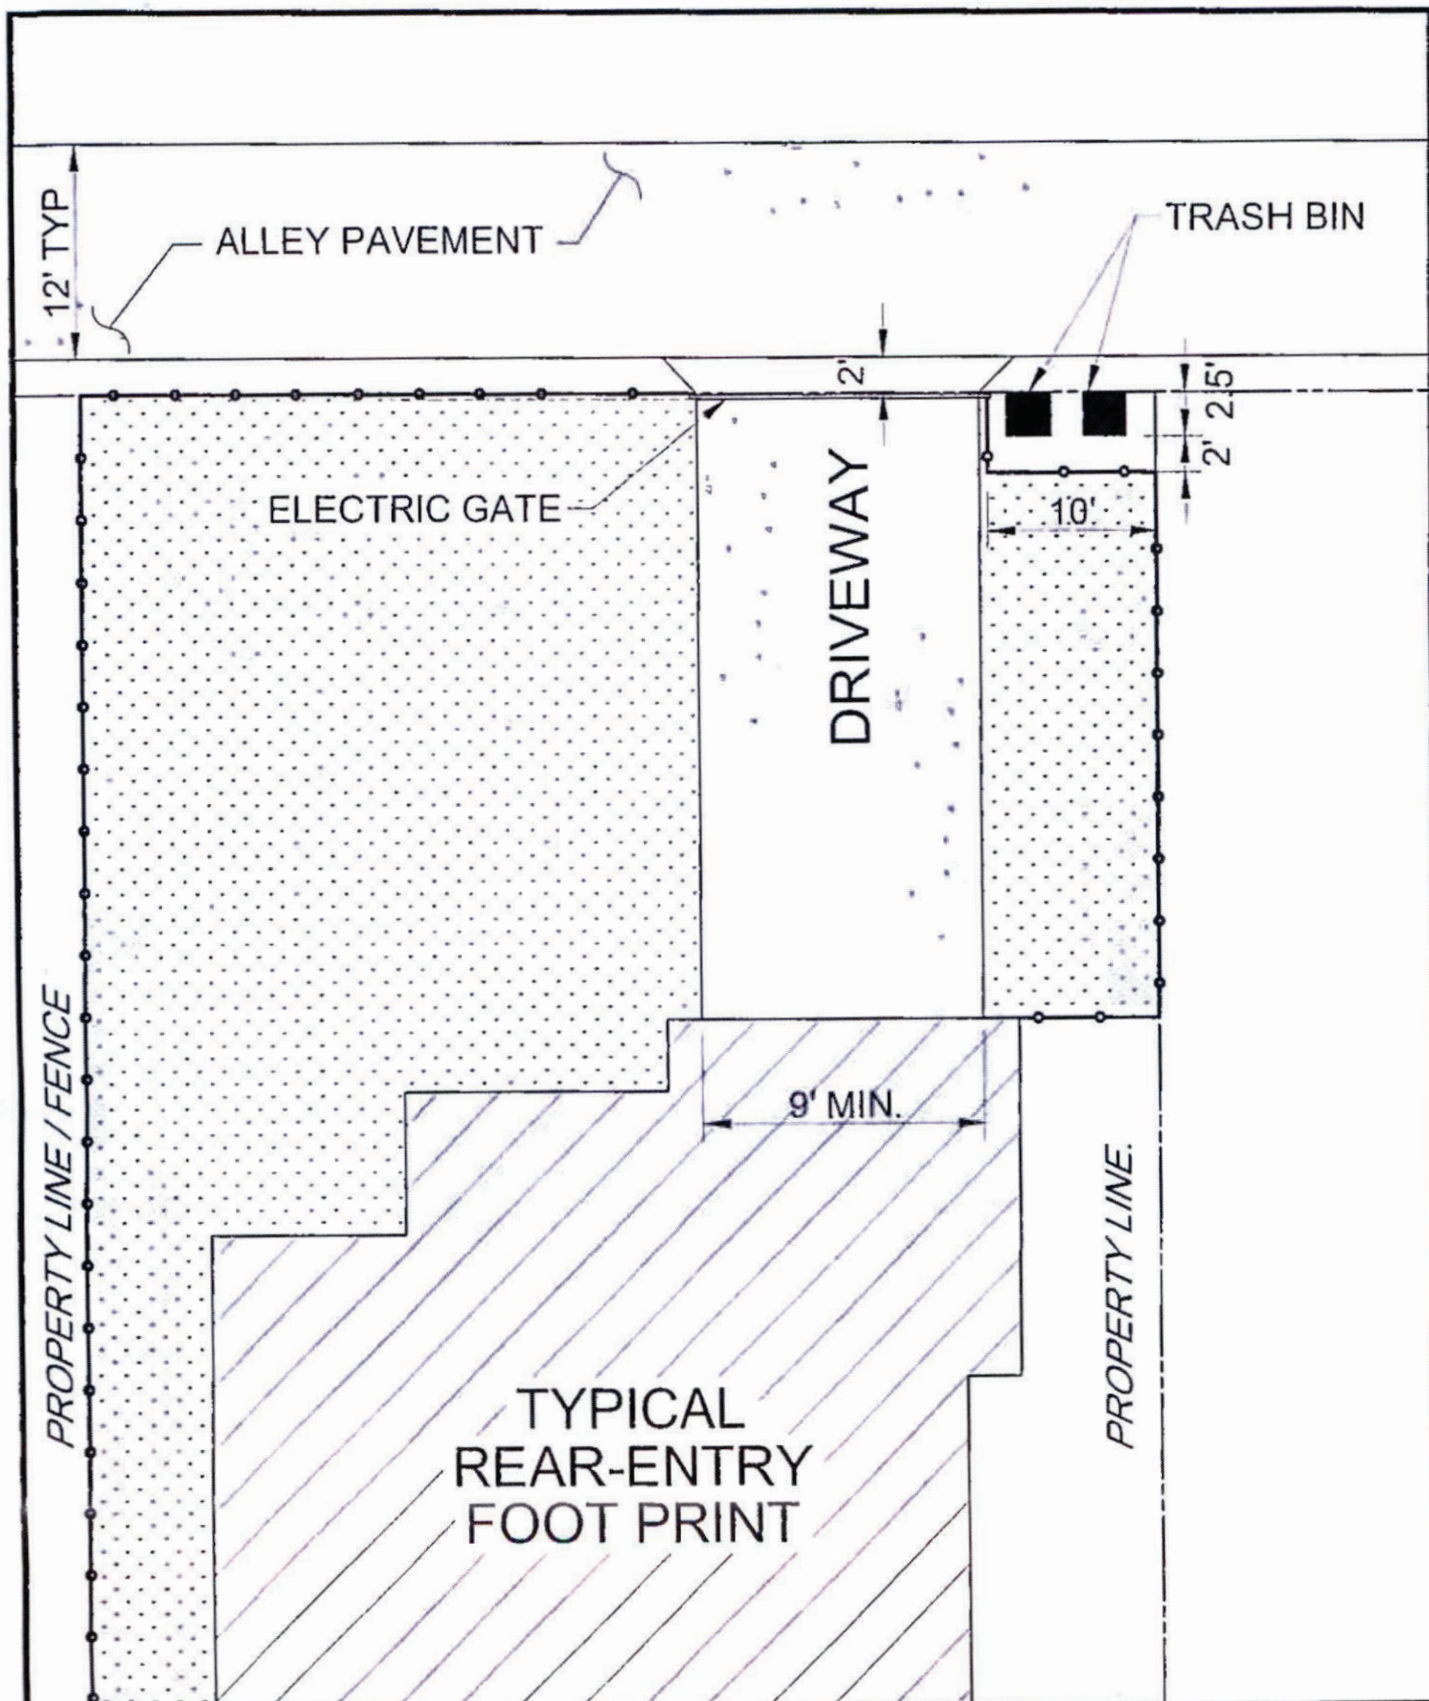 12' TYP
ALLEY PAVEMENT
TRASH BIN
2'
2.5'
2'
ELECTRIC GATE
10'
DRIVEWAY
9' MIN.
PROPERTY LINE / FENCE
PROPERTY LINE.
TYPICAL
REAR-ENTRY
FOOT PRINT